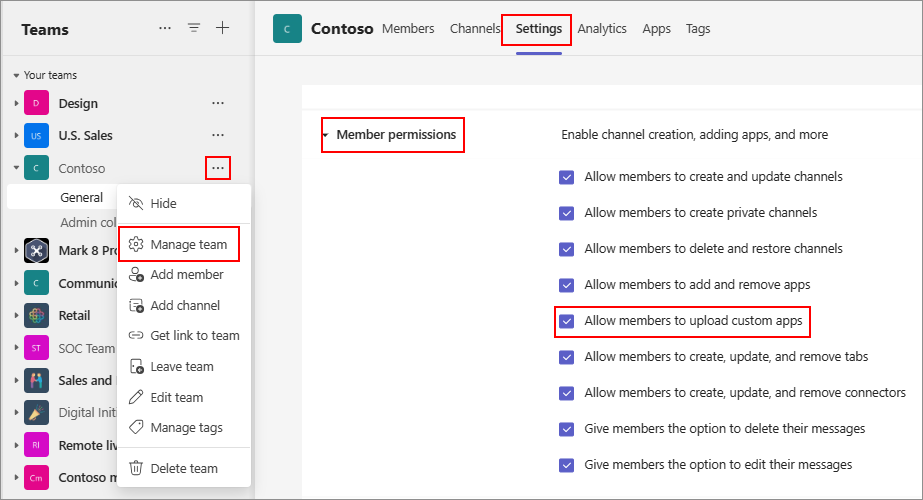 Teams
Your teams
D Design
US U.S. Sales
C Contoso
General
Admin col
Mark 8 Pro
C Communic
Retail
ST SOC Team
Sales and
Digital Initi
RI Remote liv
Cm Contoso m
Hide
Manage team
Add member
Add channel
Get link to team
Leave team
Edit team
Manage tags
Delete team
C Contoso Members Channels Settings Analytics Apps Tags
Member permissions Enable channel creation, adding apps, and more
Allow members to create and update channels
Allow members to create private channels
Allow members to delete and restore channels
Allow members to add and remove apps
Allow members to upload custom apps
Allow members to create, update, and remove tabs
Allow members to create, update, and remove connectors
Give members the option to delete their messages
Give members the option to edit their messages